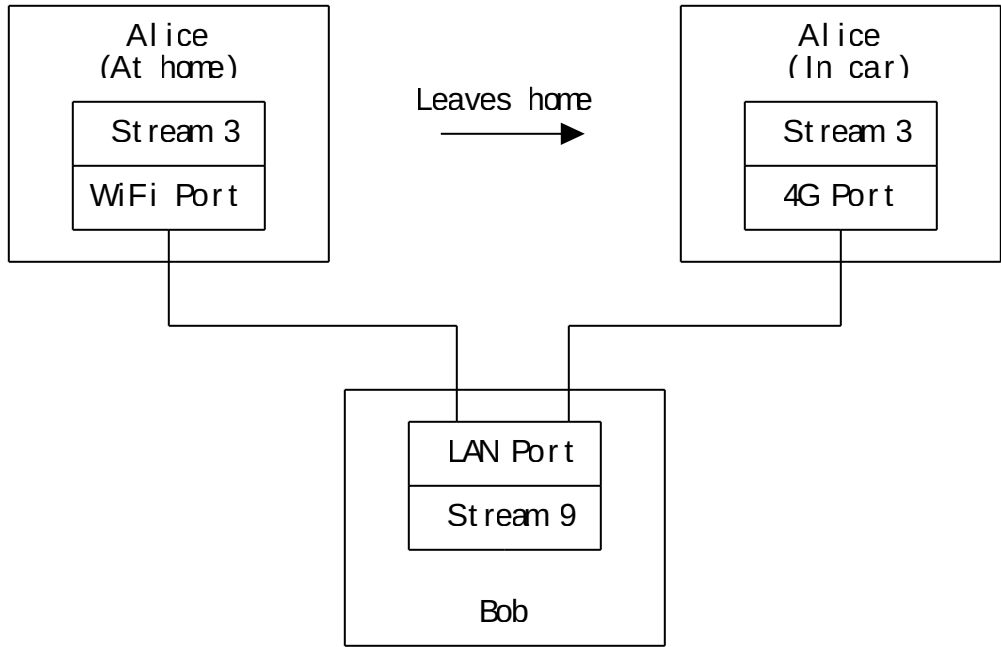 Alice
(At home)
Stream 3
WiFi Port
Leaves home
Alice
(In car)
Stream 3
4G Port
LAN Port
Stream 9
Bob